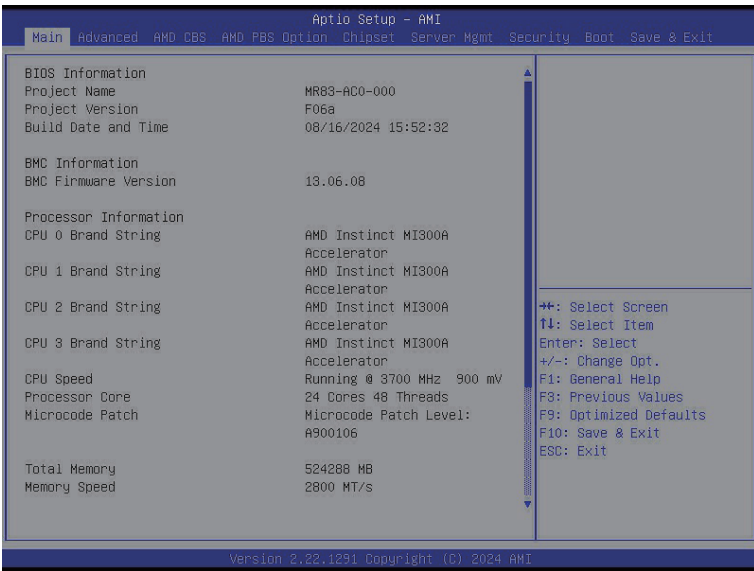 Aptio Setup – AMI
Main Advanced AMD CBS AMD PBS Option Chipset Server Mgmt Security Boot Save & Exit
BIOS Information
Project Name MR83-AC0-000
Project Version F06a
Build Date and Time 08/16/2024 15:52:32
BMC Information
BMC Firmware Version 13.06.08
Processor Information
CPU 0 Brand String AMD Instinct MI300A
Accelerator
CPU 1 Brand String AMD Instinct MI300A
Accelerator
CPU 2 Brand String AMD Instinct MI300A
Accelerator
CPU 3 Brand String AMD Instinct MI300A
Accelerator
CPU Speed Running @ 3700 MHz 900 mV
Processor Core 24 Cores 48 Threads
Microcode Patch Microcode Patch Level:
A900106
Total Memory 524288 MB
Memory Speed 2800 MT/s
→←: Select Screen
↑↓: Select Item
Enter: Select
+/-: Change Opt.
F1: General Help
F3: Previous Values
F9: Optimized Defaults
F10: Save & Exit
ESC: Exit
Version 2.22.1291 Copyright (C) 2024 AMI